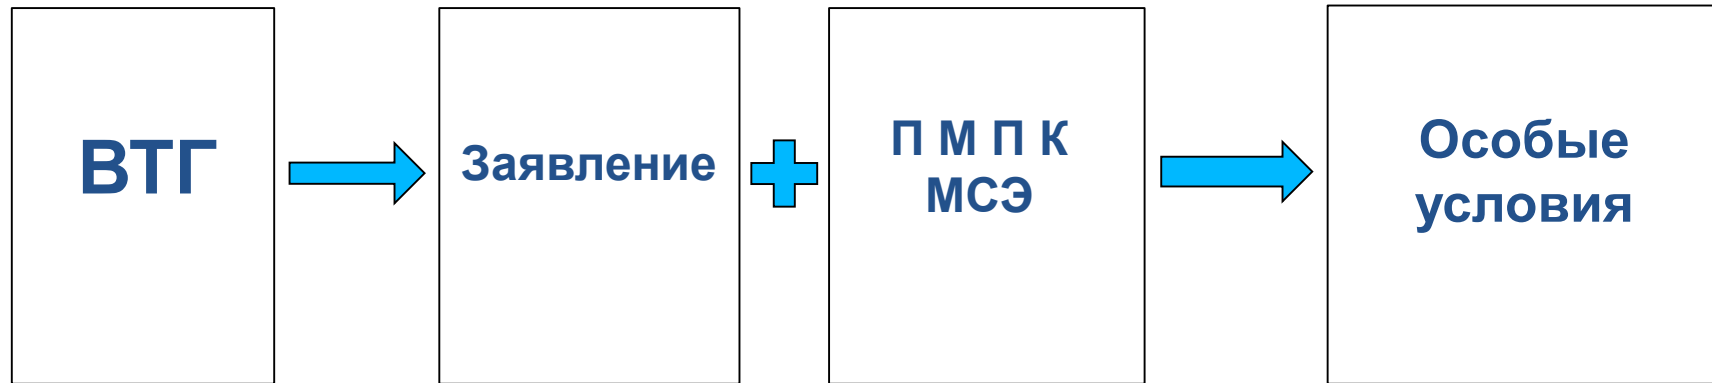 ВТГ
Заявление
П М П К
МСЭ
Особые
условия